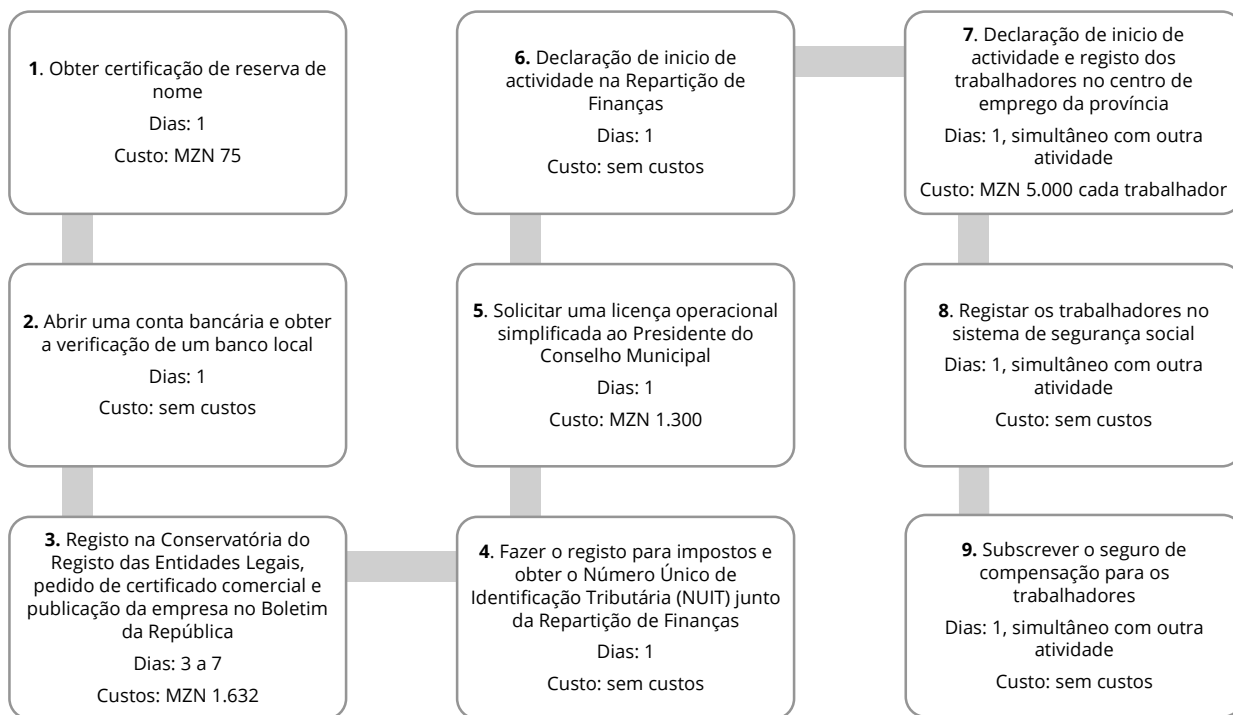 1. Obter certificação de reserva de
nome
Dias: 1
Custo: MZN 75
2. Abrir uma conta bancária e obter
a verificação de um banco local
Dias: 1
Custo: sem custos
3. Registo na Conservatória do
Registo das Entidades Legais,
pedido de certificado comercial e
publicação da empresa no Boletim
da República
Dias: 3 a 7
Custos: MZN 1.632
4. Fazer o registo para impostos e
obter o Número Único de
Identificação Tributária (NUIT) junto
da Repartição de Finanças
Dias: 1
Custo: sem custos
5. Solicitar uma licença operacional
simplificada ao Presidente do
Conselho Municipal
Dias: 1
Custo: MZN 1.300
6. Declaração de inicio de
actividade na Repartição de
Finanças
Dias: 1
Custo: sem custos
7. Declaração de inicio de
actividade e registo dos
trabalhadores no centro de
emprego da província
Dias: 1, simultâneo com outra
atividade
Custo: MZN 5.000 cada trabalhador
8. Registar os trabalhadores no
sistema de segurança social
Dias: 1, simultâneo com outra
atividade
Custo: sem custos
9. Subscrever o seguro de
compensação para os
trabalhadores
Dias: 1, simultâneo com outra
atividade
Custo: sem custos